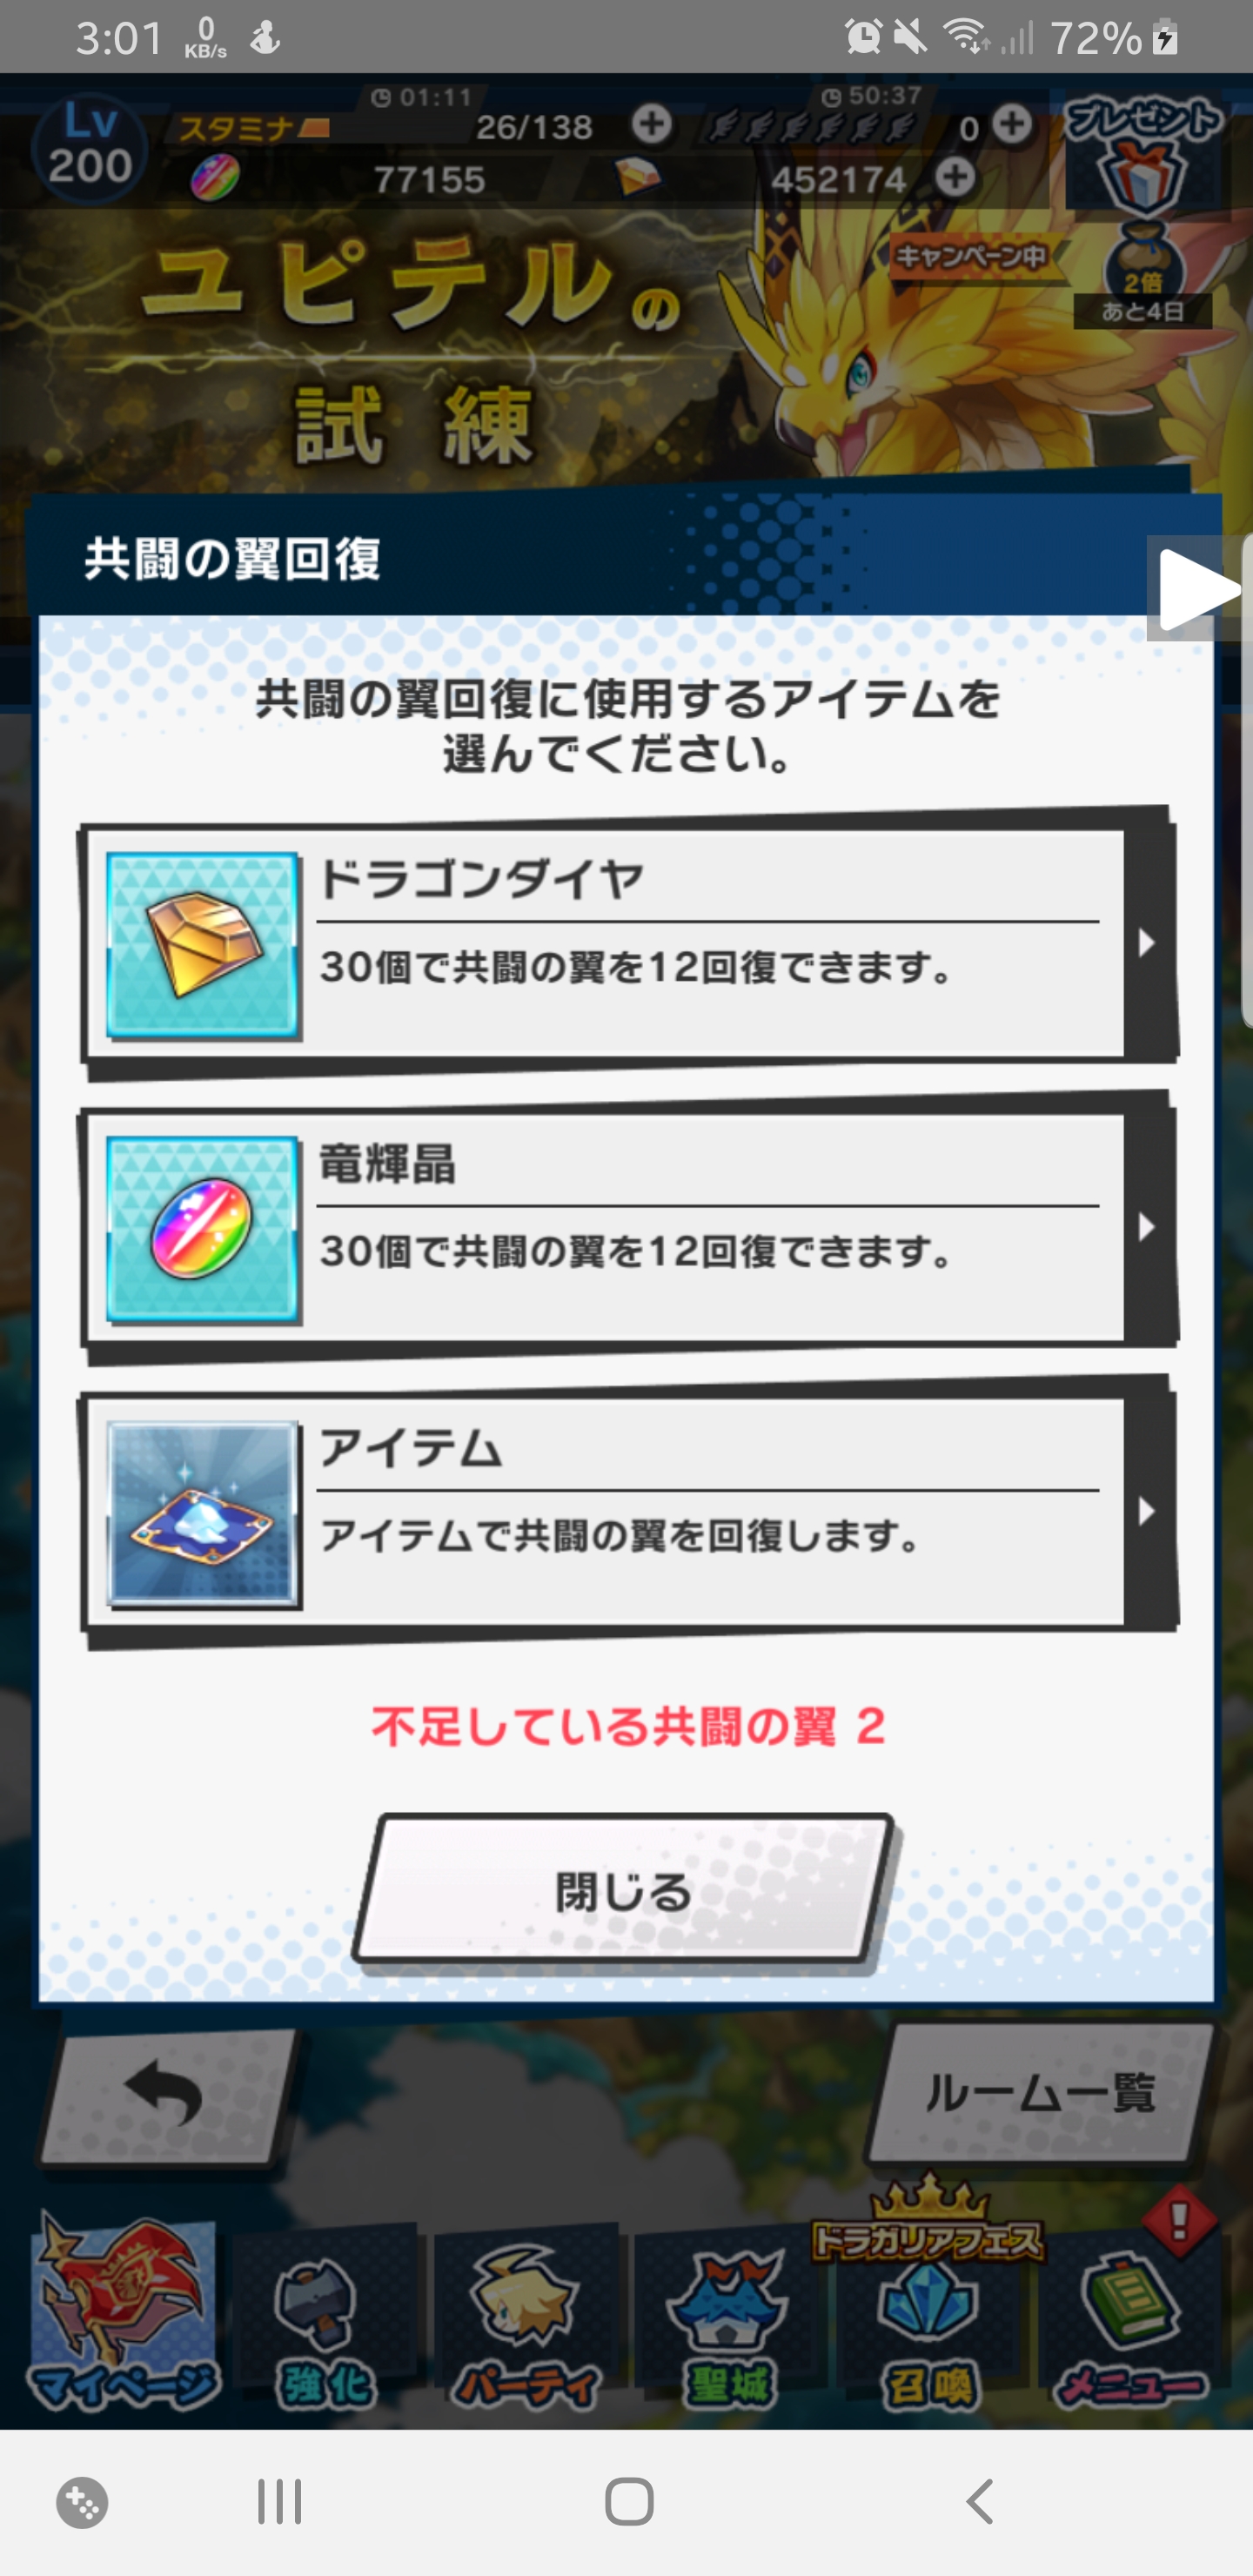 3:01
0
KB/s
72%
Lv
200
スタミナ
01:11
26/138
50:37
0
プレゼント
77155
452174
ユピテルの
試練
キャンペーン中
2倍
あと4日
共闘の翼回復
共闘の翼回復に使用するアイテムを
選んでください。
ドラゴンダイヤ
30個で共闘の翼を12回復できます。
竜輝晶
30個で共闘の翼を12回復できます。
アイテム
アイテムで共闘の翼を回復します。
不足している共闘の翼 2
閉じる
ルーム一覧
ドラガリアフェス
マイページ
強化
パーティ
聖城
召喚
メニュー